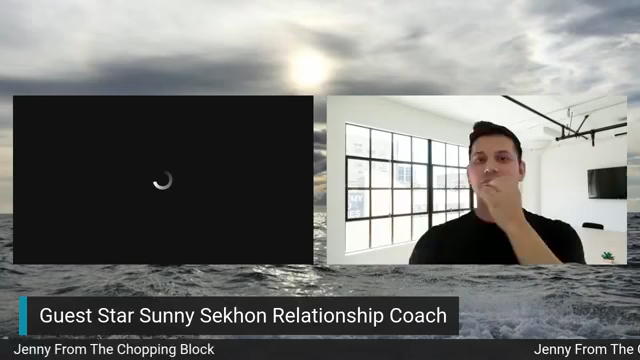 Guest Star Sunny Sekhon Relationship Coach
Jenny From The Chopping Block
Jenny From The